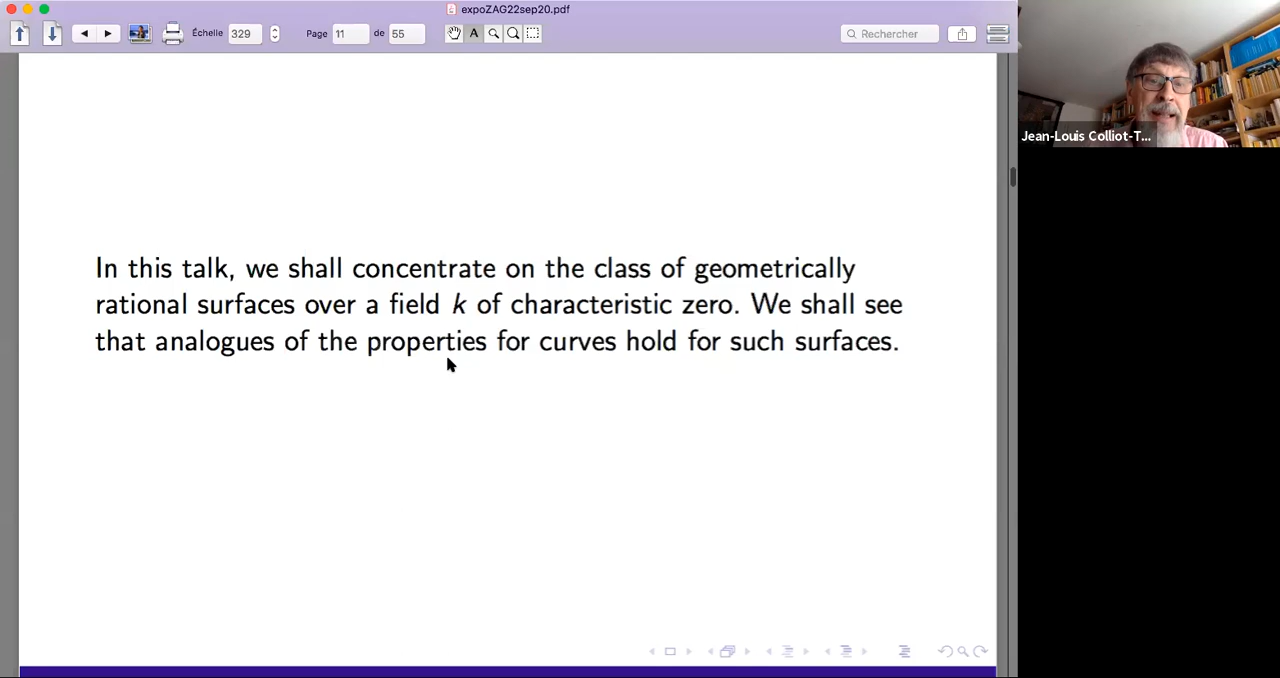 expoZAG22sep20.pdf
Échelle 329 Page 11 de 55 A Rechercher
Jean-Louis Colliot-T...
In this talk, we shall concentrate on the class of geometrically
rational surfaces over a field k of characteristic zero. We shall see
that analogues of the properties for curves hold for such surfaces.